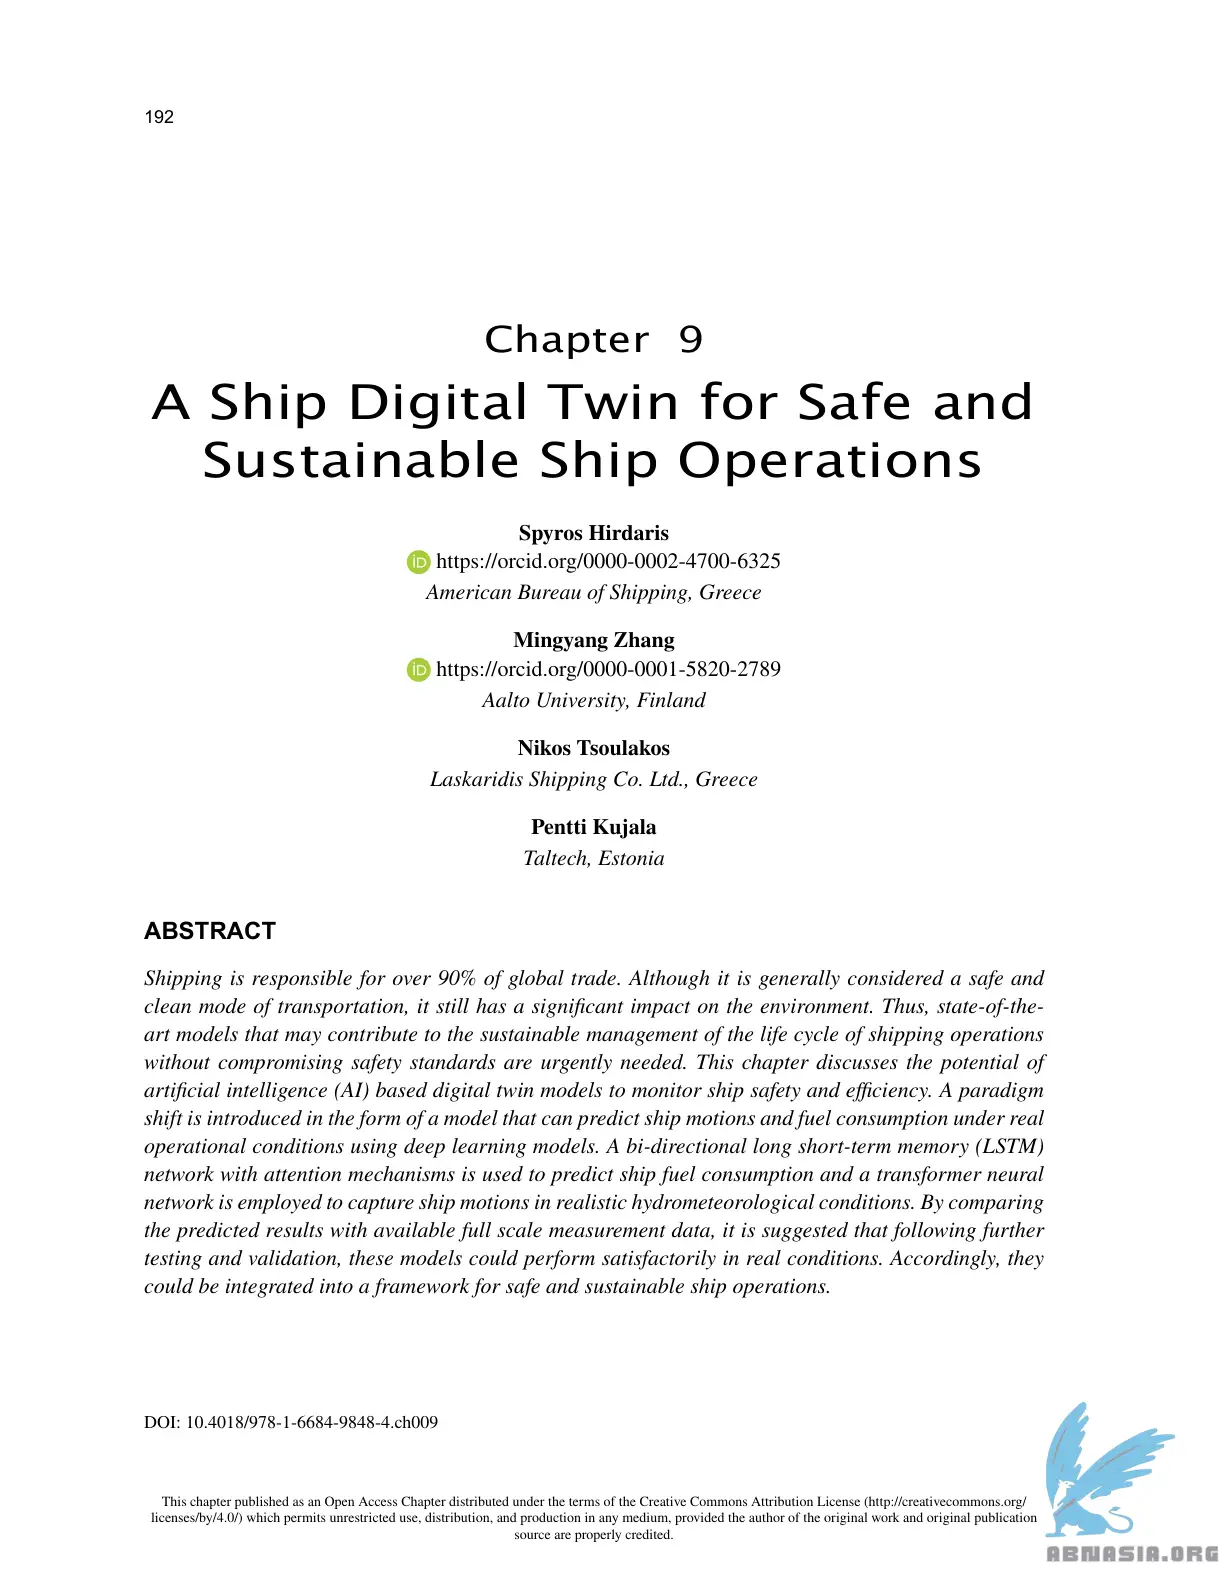 192
Chapter 9
A Ship Digital Twin for Safe and
Sustainable Ship Operations
Spyros Hirdaris
iD https://orcid.org/0000-0002-4700-6325
American Bureau of Shipping, Greece
Mingyang Zhang
iD https://orcid.org/0000-0001-5820-2789
Aalto University, Finland
Nikos Tsoulakos
Laskaridis Shipping Co. Ltd., Greece
Pentti Kujala
Taltech, Estonia
ABSTRACT
Shipping is responsible for over 90% of global trade. Although it is generally considered a safe and
clean mode of transportation, it still has a significant impact on the environment. Thus, state-of-the-
art models that may contribute to the sustainable management of the life cycle of shipping operations
without compromising safety standards are urgently needed. This chapter discusses the potential of
artificial intelligence (AI) based digital twin models to monitor ship safety and efficiency. A paradigm
shift is introduced in the form of a model that can predict ship motions and fuel consumption under real
operational conditions using deep learning models. A bi-directional long short-term memory (LSTM)
network with attention mechanisms is used to predict ship fuel consumption and a transformer neural
network is employed to capture ship motions in realistic hydrometeorological conditions. By comparing
the predicted results with available full scale measurement data, it is suggested that following further
testing and validation, these models could perform satisfactorily in real conditions. Accordingly, they
could be integrated into a framework for safe and sustainable ship operations.
DOI: 10.4018/978-1-6684-9848-4.ch009
This chapter published as an Open Access Chapter distributed under the terms of the Creative Commons Attribution License (http://creativecommons.org/
licenses/by/4.0/) which permits unrestricted use, distribution, and production in any medium, provided the author of the original work and original publication
source are properly credited.
ABNASIA.ORG